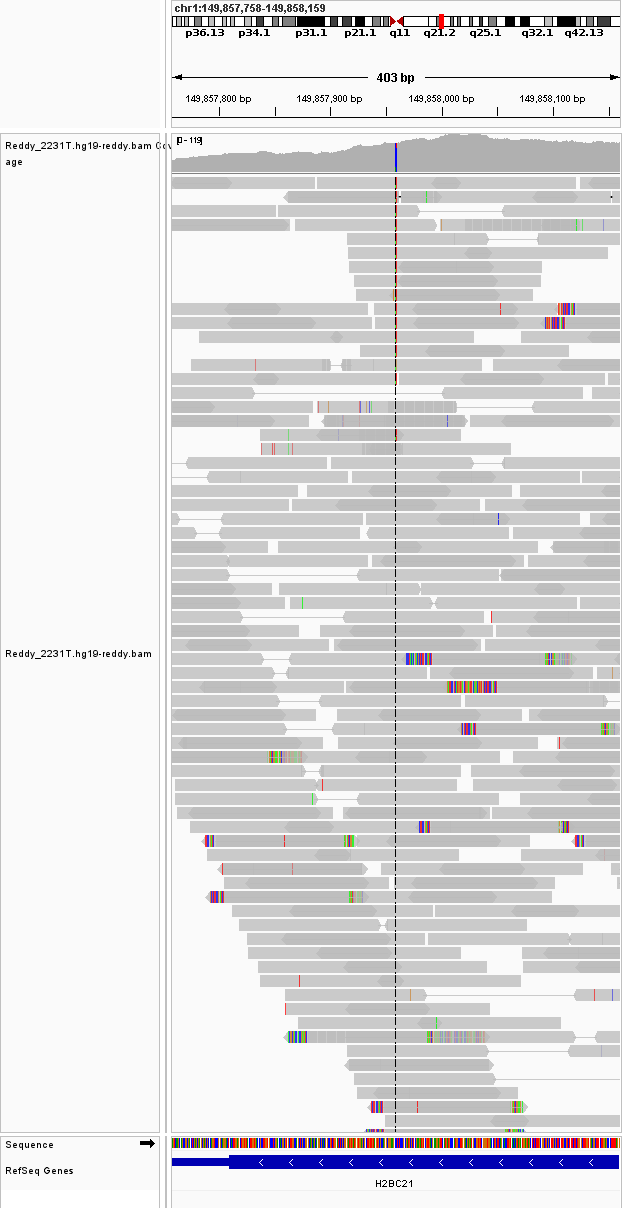 chr1:149,857,758-149,858,159
p36.13 p34.1 p31.1 p21.1 q11 q21.2 q25.1 q32.1 q42.13
403 bp
149,857,800 bp 149,857,900 bp 149,858,000 bp 149,858,100 bp
Reddy_2231T.hg19-reddy.bam Cov
age
[0 - 119]
Reddy_2231T.hg19-reddy.bam
Sequence
RefSeq Genes
H2BC21